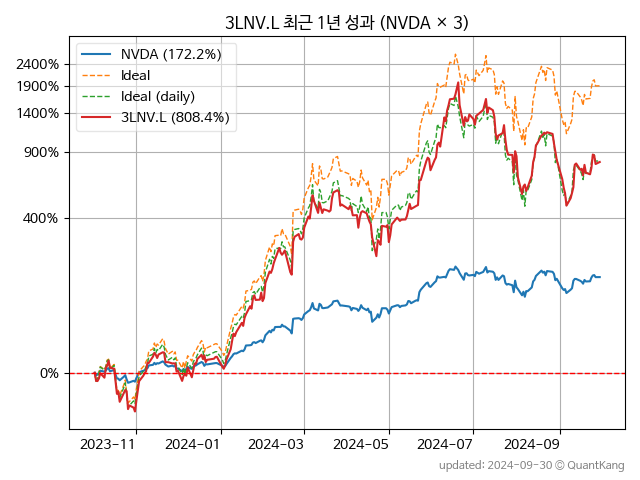 3LNV.L 최근 1년 성과 (NVDA × 3)
NVDA (172.2%)
Ideal
Ideal (daily)
3LNV.L (808.4%)
2400%
1900%
1400%
900%
400%
0%
2023-11
2024-01
2024-03
2024-05
2024-07
2024-09
updated: 2024-09-30 © QuantKang